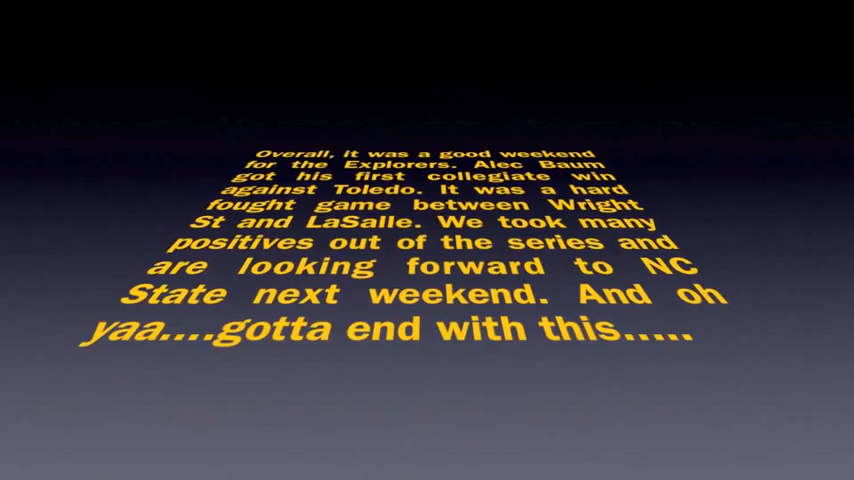 Overall, it was a good weekend
for the Explorers. Alec Baum
got his first collegiate win
against Toledo. It was a hard
fought game between Wright
St and LaSalle. We took many
positives out of the series and
are looking forward to NC
State next weekend. And oh
yaa....gotta end with this.....